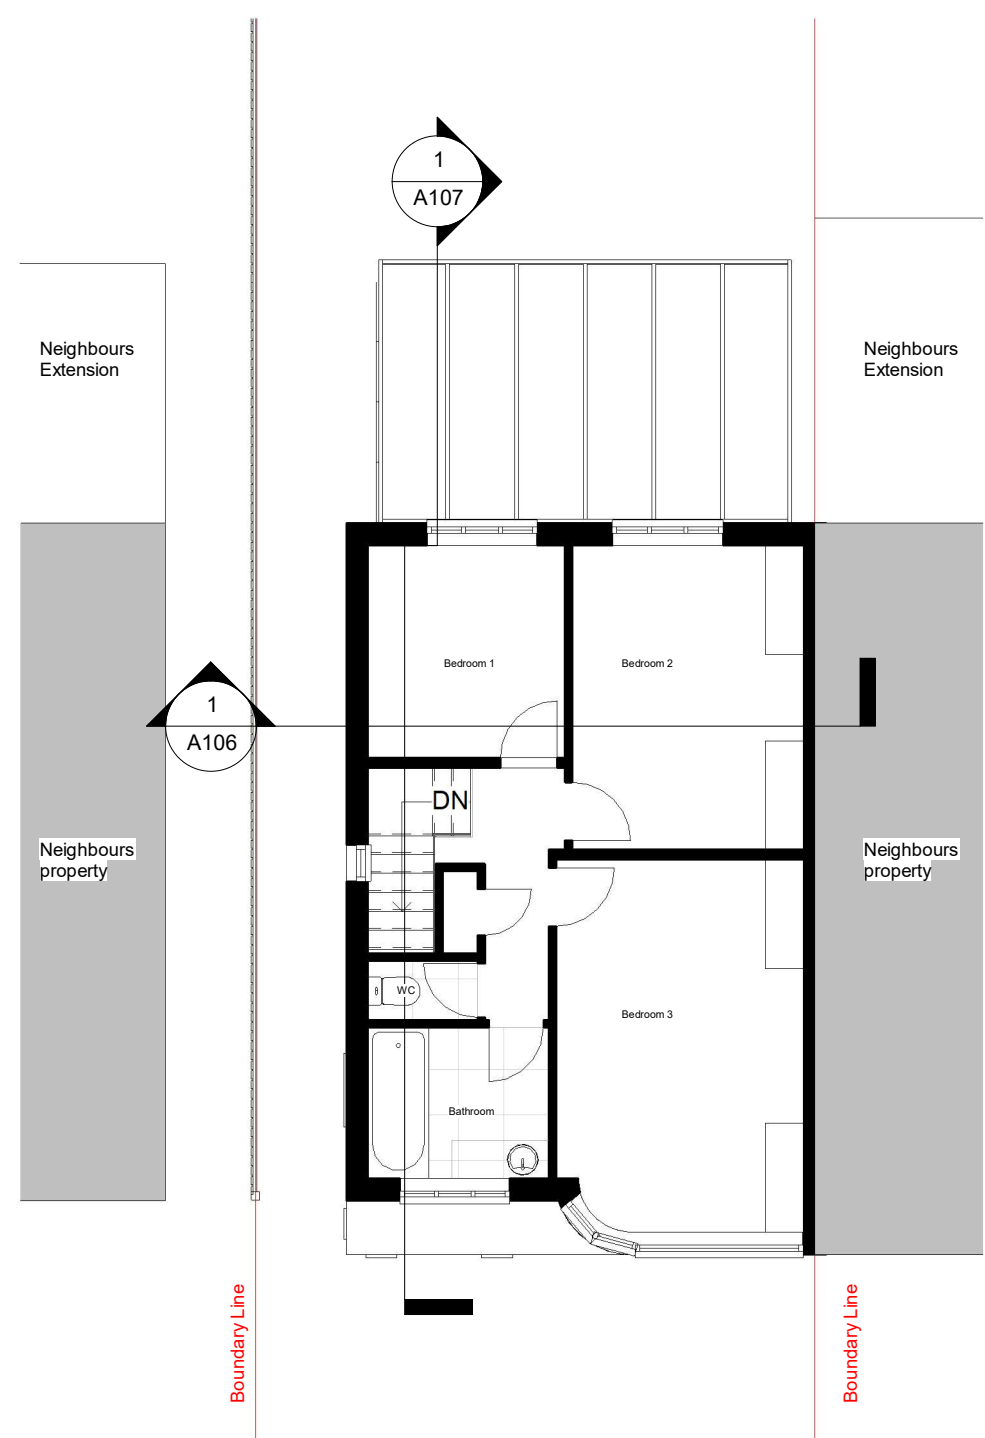 1
A107
Neighbours
Extension
Neighbours
Extension
Bedroom 1
Bedroom 2
1
A106
DN
Neighbours
property
Neighbours
property
WC
Bedroom 3
Bathroom
Boundary Line
Boundary Line